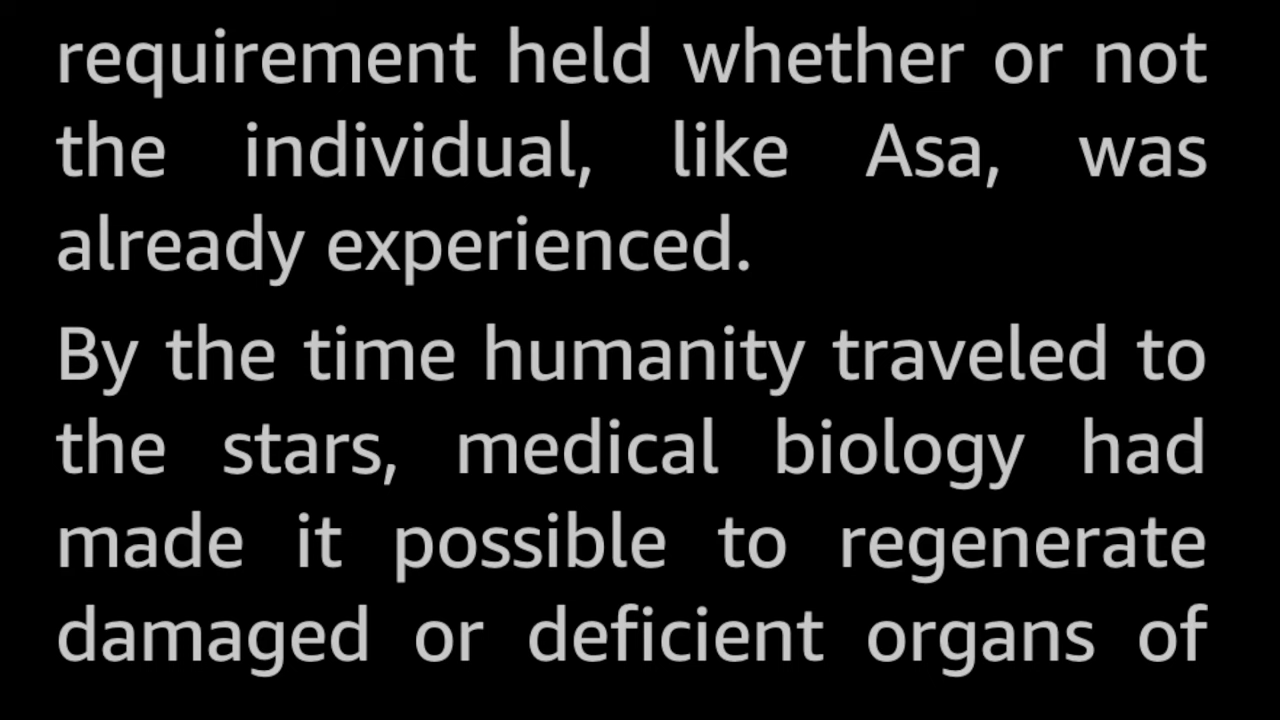 requirement held whether or not
the individual, like Asa, was
already experienced.
By the time humanity traveled to
the stars, medical biology had
made it possible to regenerate
damaged or deficient organs of